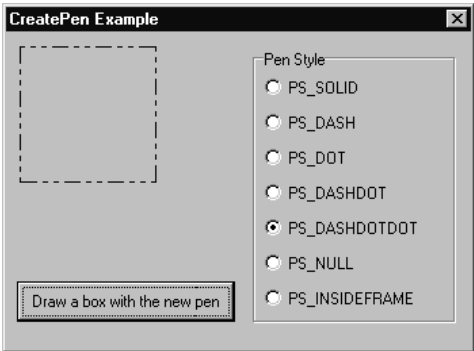 CreatePen Example
Pen Style
PS_SOLID
PS_DASH
PS_DOT
PS_DASHDOT
PS_DASHDOTDOT
PS_NULL
PS_INSIDEFRAME
Draw a box with the new pen